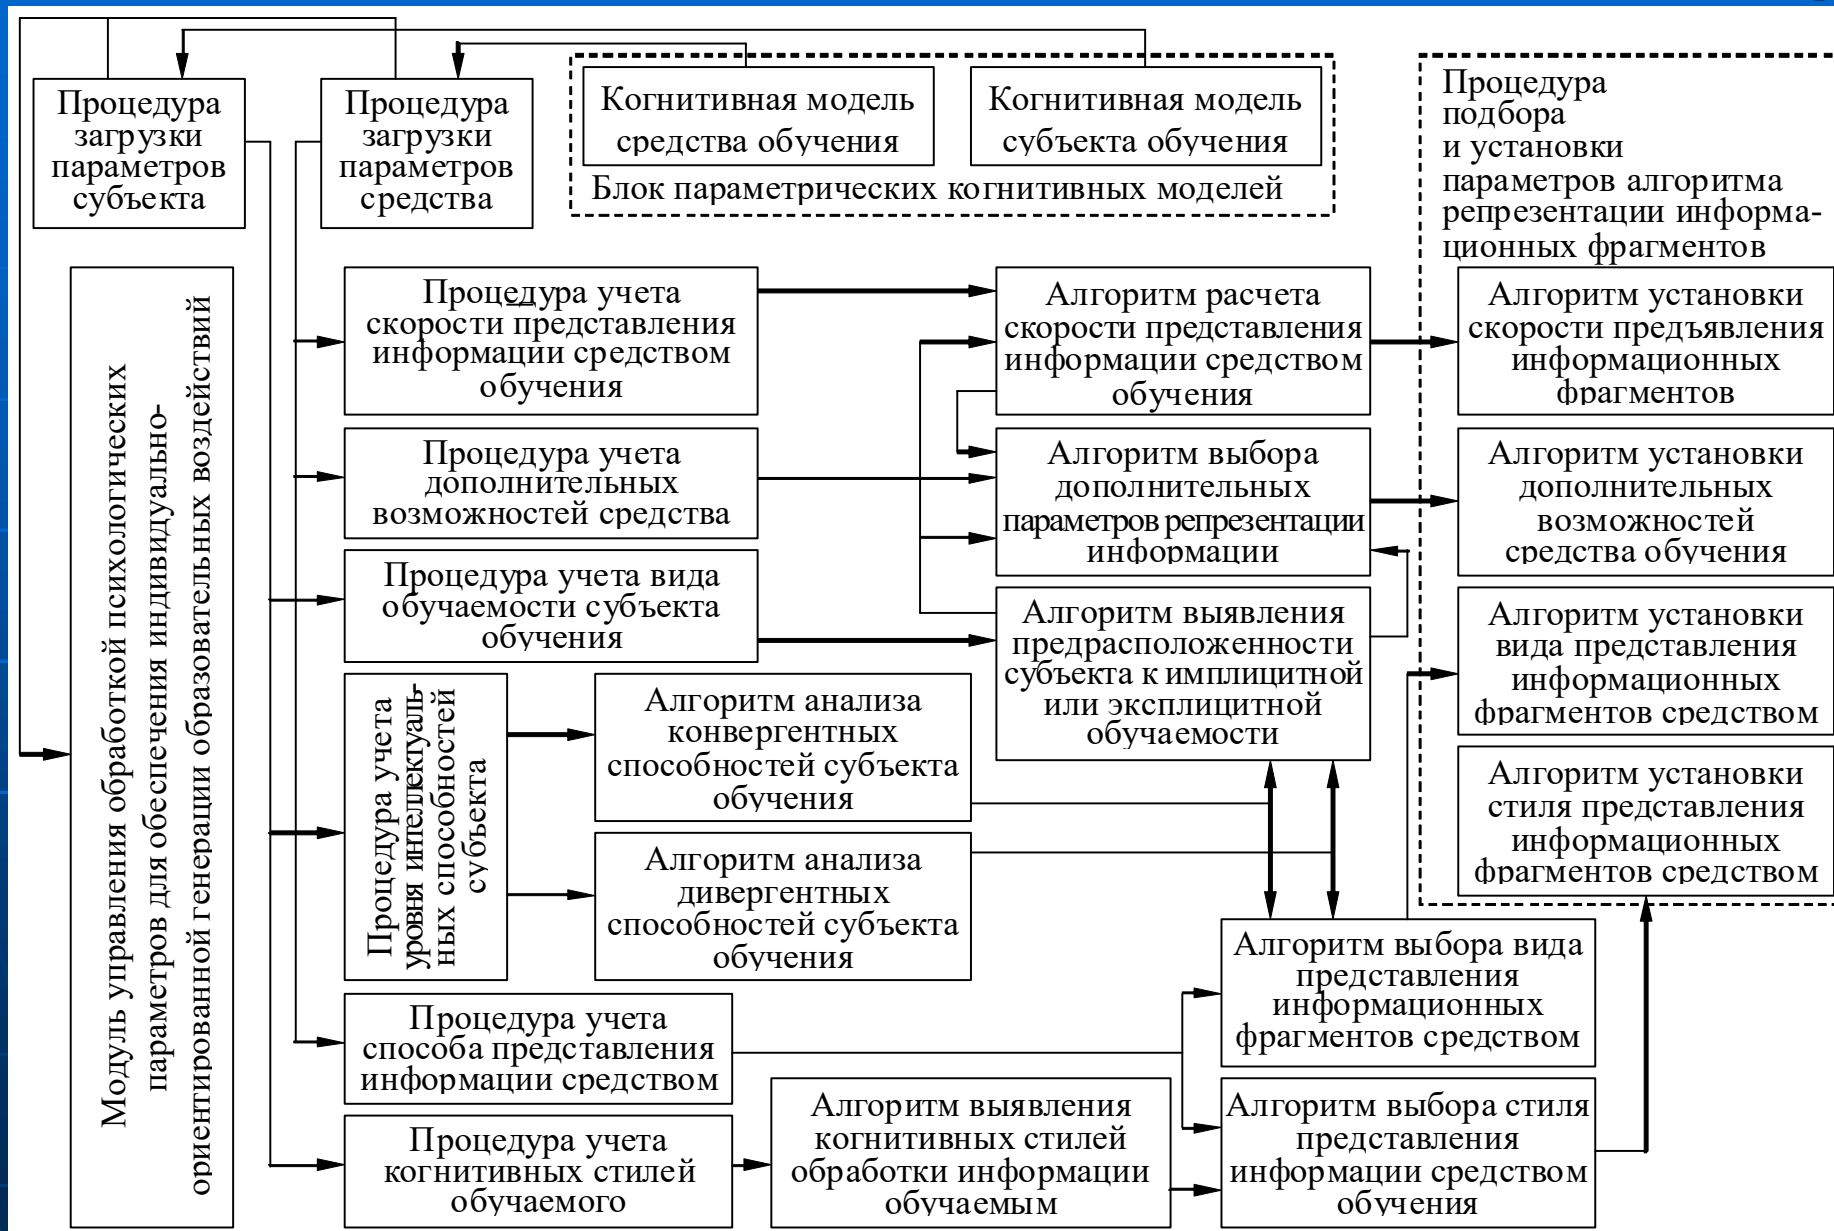 Процедура
загрузки
параметров
субъекта
Процедура
загрузки
параметров
средства
Когнитивная модель
средства обучения
Когнитивная модель
субъекта обучения
Блок параметрических когнитивных моделей
Процедура
подбора
и установки
параметров алгоритма
репрезентации информа-
ционных фрагментов
Модуль управления обработкой психологических
параметров для обеспечения индивидуально-
ориентированной генерации образовательных воздействий
Процедура учета
скорости представления
информации средством
обучения
Алгоритм расчета
скорости представления
информации средством
обучения
Алгоритм установки
скорости предъявления
информационных
фрагментов
Процедура учета
дополнительных
возможностей средства
Алгоритм выбора
дополнительных
параметров репрезентации
информации
Алгоритм установки
дополнительных
возможностей
средства обучения
Процедура учета вида
обучаемости субъекта
обучения
Алгоритм выявления
предрасположенности
субъекта к имплицитной
или эксплицитной
обучаемости
Алгоритм установки
вида представления
информационных
фрагментов средством
Процедура учета
уровня интеллектуаль-
ных способностей
субъекта
Алгоритм анализа
конвергентных
способностей субъекта
обучения
Алгоритм установки
стиля представления
информационных
фрагментов средством
Алгоритм анализа
дивергентных
способностей субъекта
обучения
Алгоритм выбора вида
представления
информационных
фрагментов средством
Процедура учета
способа представления
информации средством
Процедура учета
когнитивных стилей
обучаемого
Алгоритм выявления
когнитивных стилей
обработки информации
обучаемым
Алгоритм выбора стиля
представления
информации средством
обучения